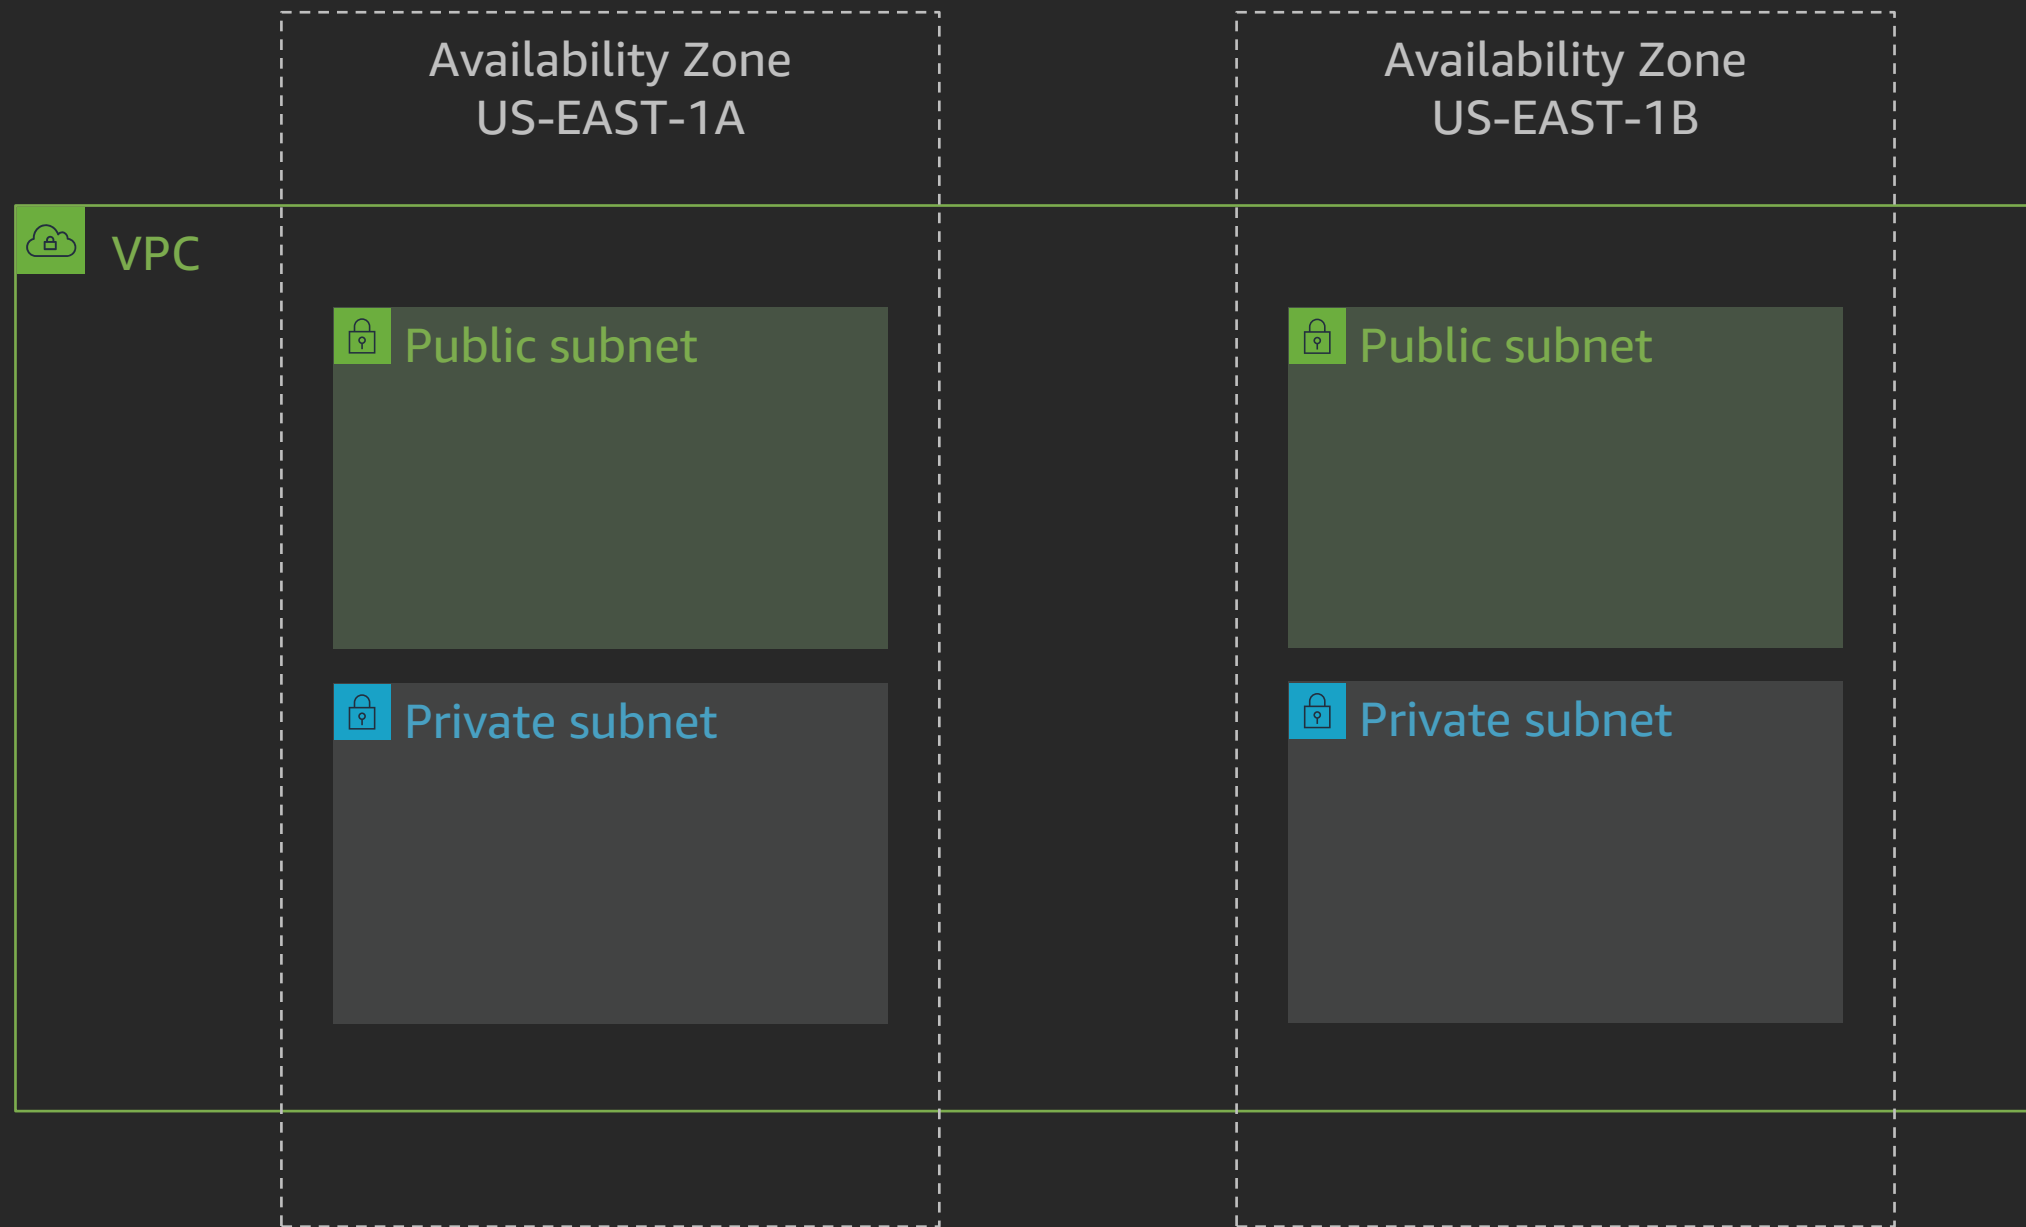 Availability Zone
US-EAST-1A
Availability Zone
US-EAST-1B
VPC
Public subnet
Public subnet
Private subnet
Private subnet